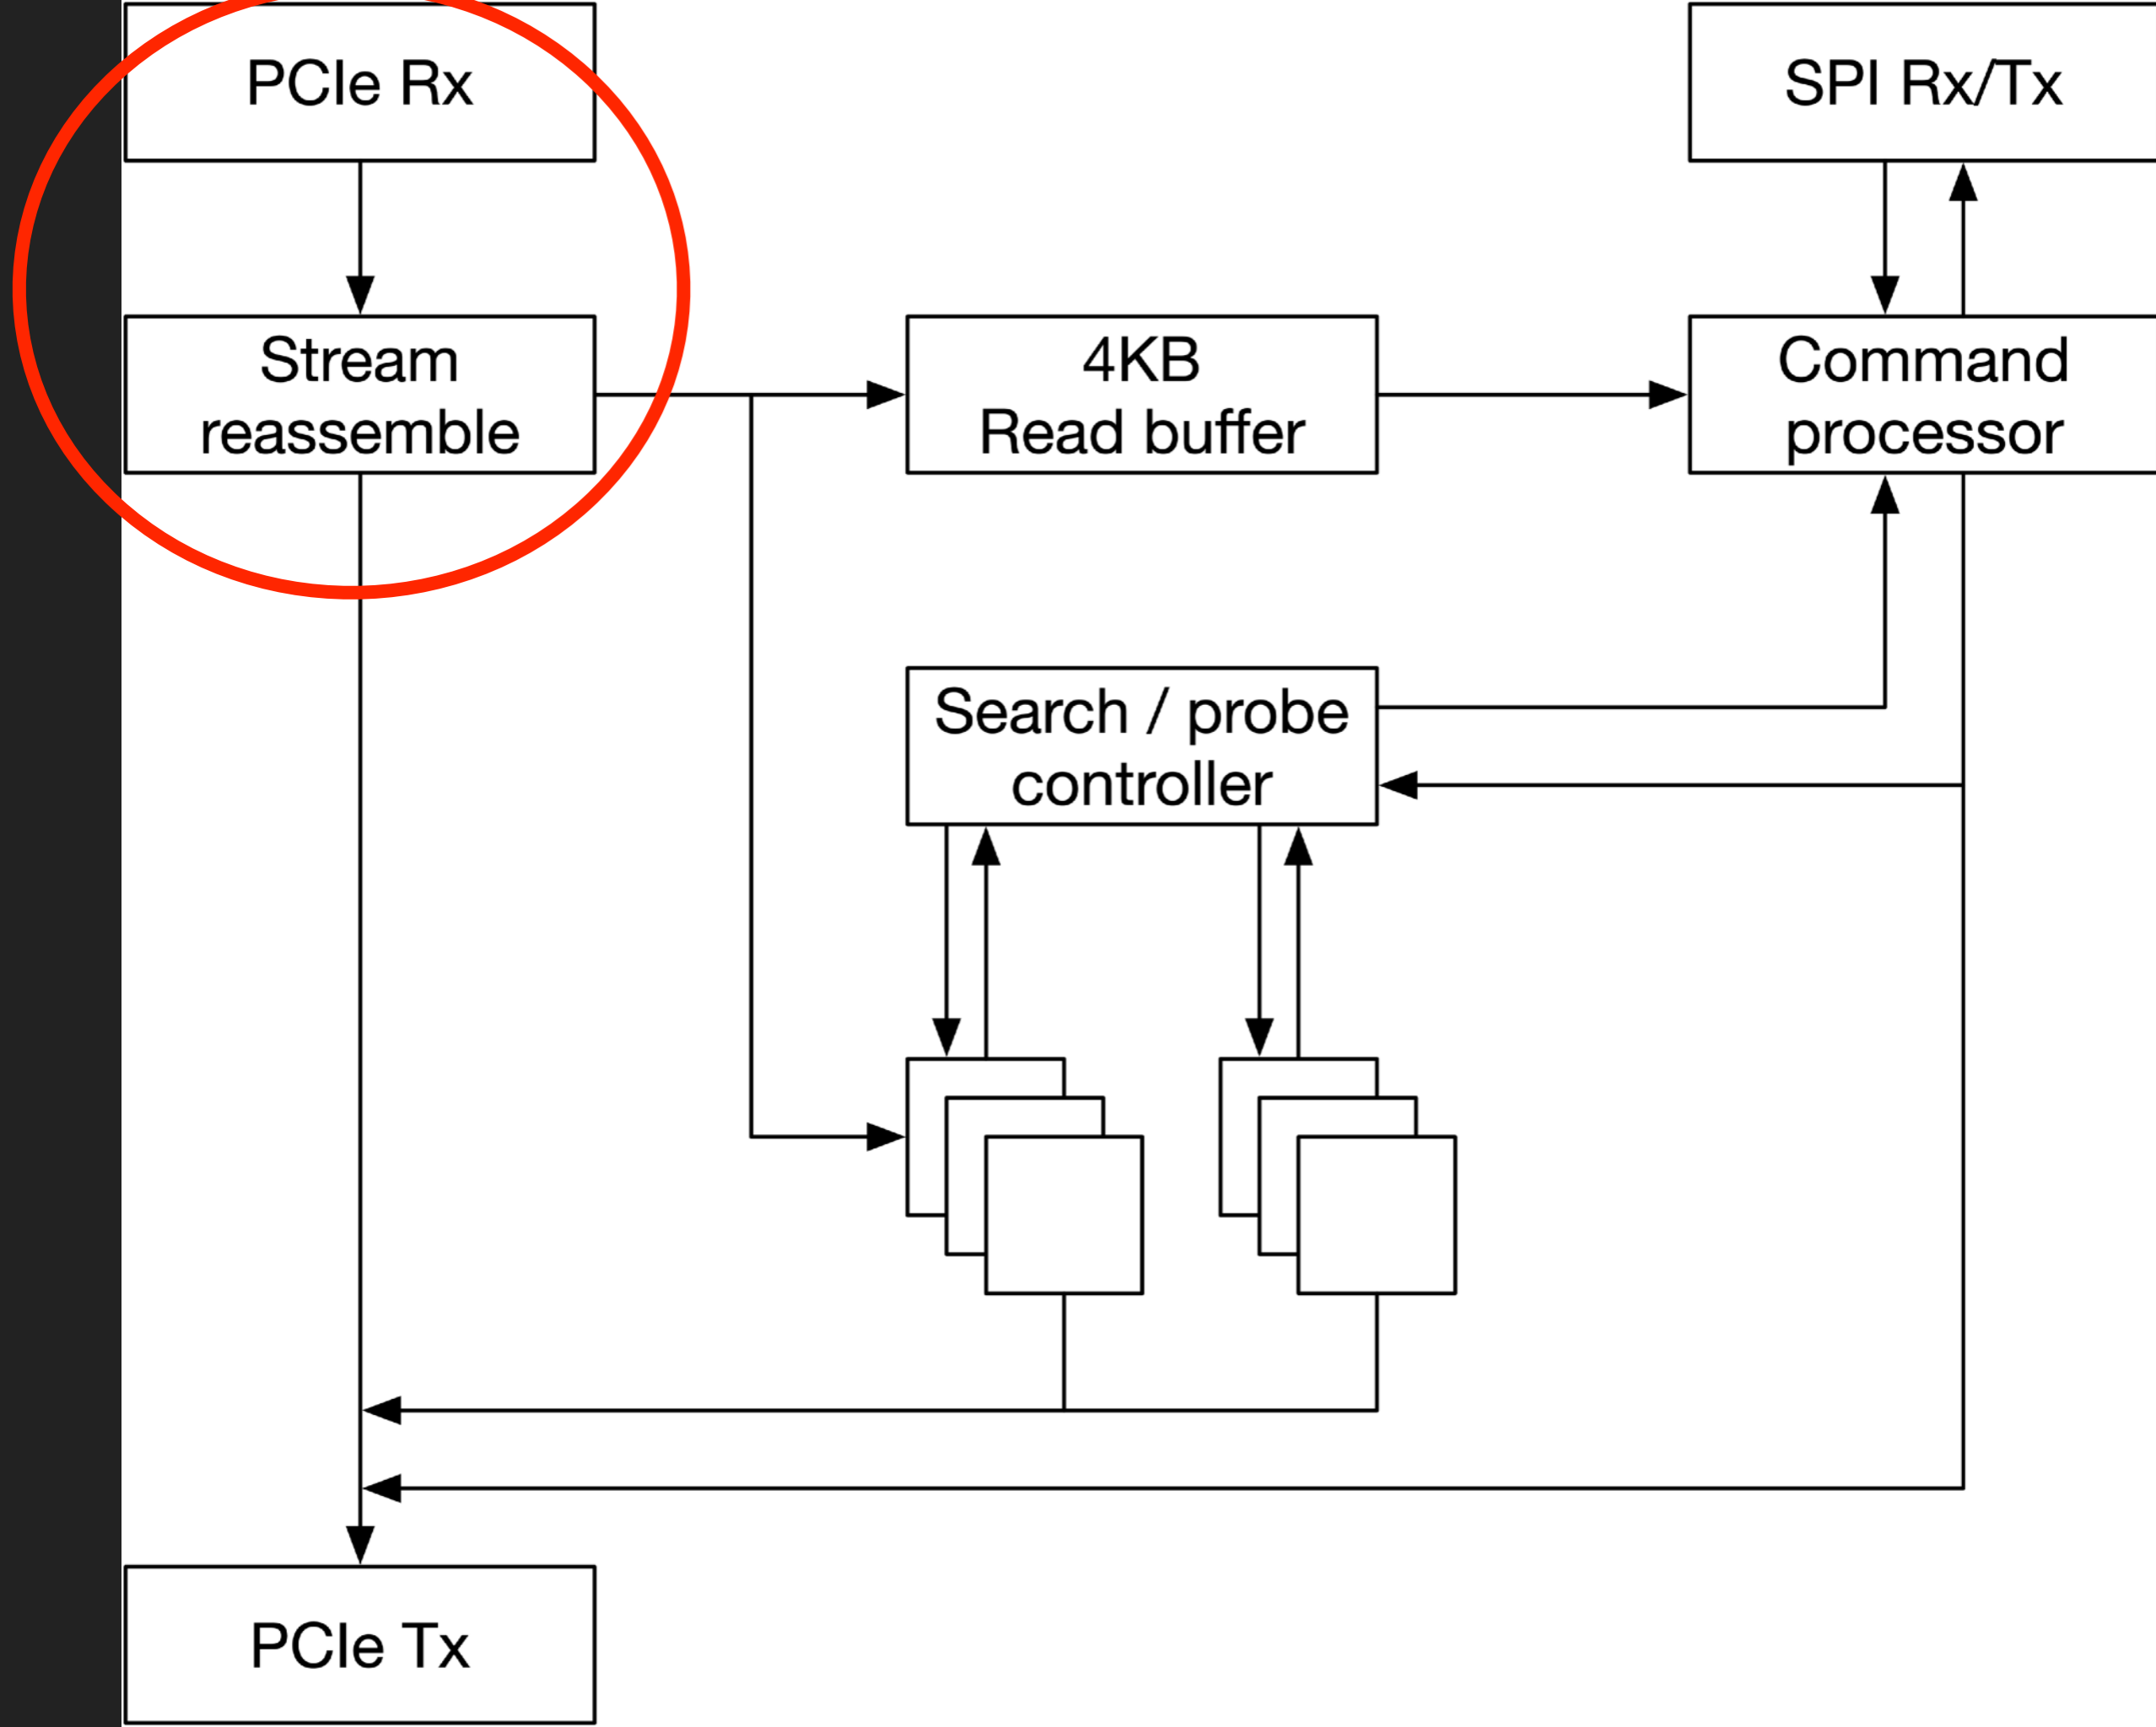 PCIe Rx
SPI Rx/Tx
Stream
reassemble
4KB
Read buffer
Command
processor
Search / probe
controller
PCIe Tx